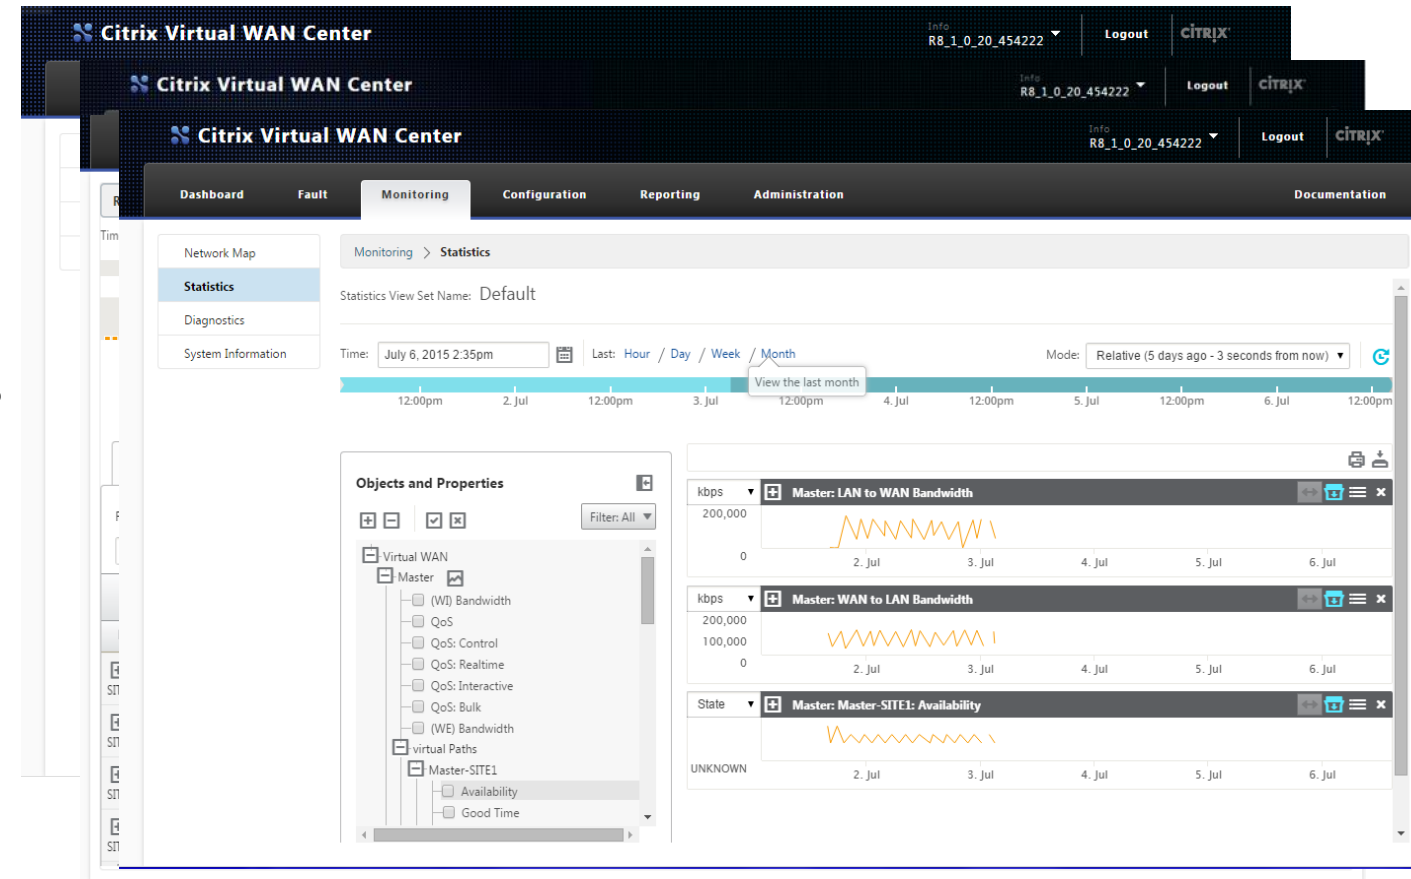 Citrix Virtual WAN Center
Info
R8_1_0_20_454222
Logout
CITRIX
Citrix Virtual WAN Center
Info
R8_1_0_20_454222
Logout
CITRIX
Citrix Virtual WAN Center
Info
R8_1_0_20_454222
Logout
CITRIX
Dashboard Fault Monitoring Configuration Reporting Administration Documentation
Tim
Network Map
Statistics
Diagnostics
System Information
Monitoring > Statistics
Statistics View Set Name: Default
Time: July 6, 2015 2:35pm Last: Hour / Day / Week / Month
Mode: Relative (5 days ago - 3 seconds from now)
View the last month
12:00pm 2. Jul 12:00pm 3. Jul 12:00pm 4. Jul 12:00pm 5. Jul 12:00pm 6. Jul 12:00pm
Objects and Properties
Filter: All
Virtual WAN
Master
(WI) Bandwidth
QoS
QoS: Control
QoS: Realtime
QoS: Interactive
QoS: Bulk
(WE) Bandwidth
virtual Paths
Master-SITE1
Availability
Good Time
kbps Master: LAN to WAN Bandwidth
200,000
0
2. Jul 3. Jul 4. Jul 5. Jul 6. Jul
kbps Master: WAN to LAN Bandwidth
200,000
100,000
0
2. Jul 3. Jul 4. Jul 5. Jul 6. Jul
State Master: Master-SITE1: Availability
UNKNOWN
2. Jul 3. Jul 4. Jul 5. Jul 6. Jul